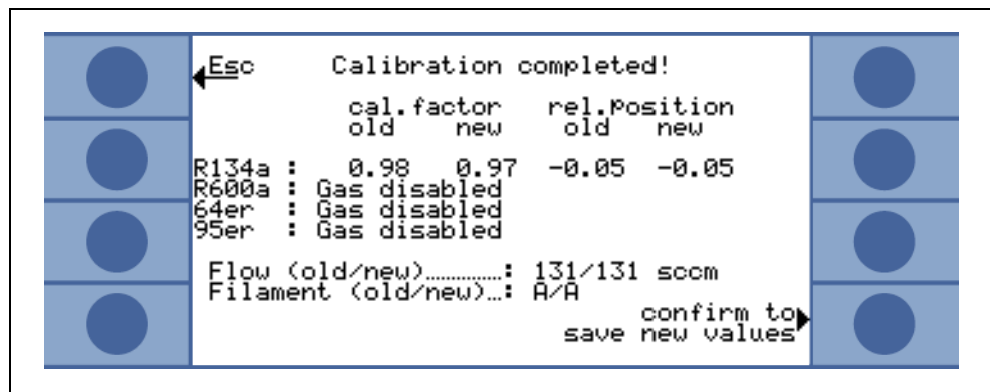 Esc Calibration completed!
cal.factor rel.Position
old new old new
R134a : 0.98 0.97 -0.05 -0.05
R600a : Gas disabled
64er : Gas disabled
95er : Gas disabled
Flow (old/new)……………: 131/131 sccm
Filament (old/new)…: A/A
confirm to
save new values